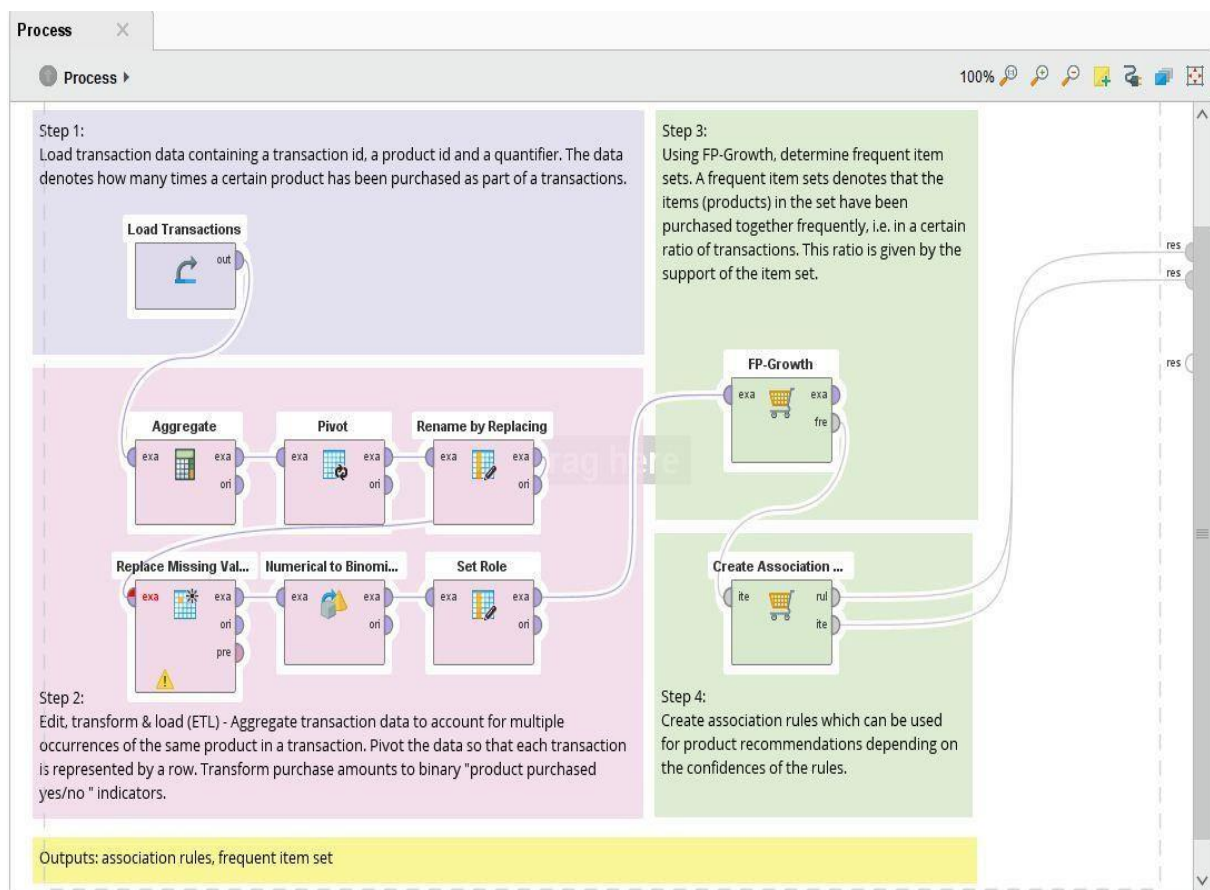 Process
Process
100%
Step 1:
Load transaction data containing a transaction id, a product id and a quantifier. The data
denotes how many times a certain product has been purchased as part of a transactions.
Load Transactions
out
Aggregate
exa
exa
ori
Pivot
exa
exa
ori
Rename by Replacing
exa
exa
ori
Replace Missing Val...
exa
exa
ori
pre
Numerical to Binomi...
exa
exa
ori
Set Role
exa
exa
ori
Step 2:
Edit, transform & load (ETL) - Aggregate transaction data to account for multiple
occurrences of the same product in a transaction. Pivot the data so that each transaction
is represented by a row. Transform purchase amounts to binary "product purchased
yes/no " indicators.
Step 3:
Using FP-Growth, determine frequent item
sets. A frequent item sets denotes that the
items (products) in the set have been
purchased together frequently, i.e. in a certain
ratio of transactions. This ratio is given by the
support of the item set.
FP-Growth
exa
exa
fre
rag here
Create Association ...
ite
rul
ite
Step 4:
Create association rules which can be used
for product recommendations depending on
the confidences of the rules.
res
res
res
Outputs: association rules, frequent item set